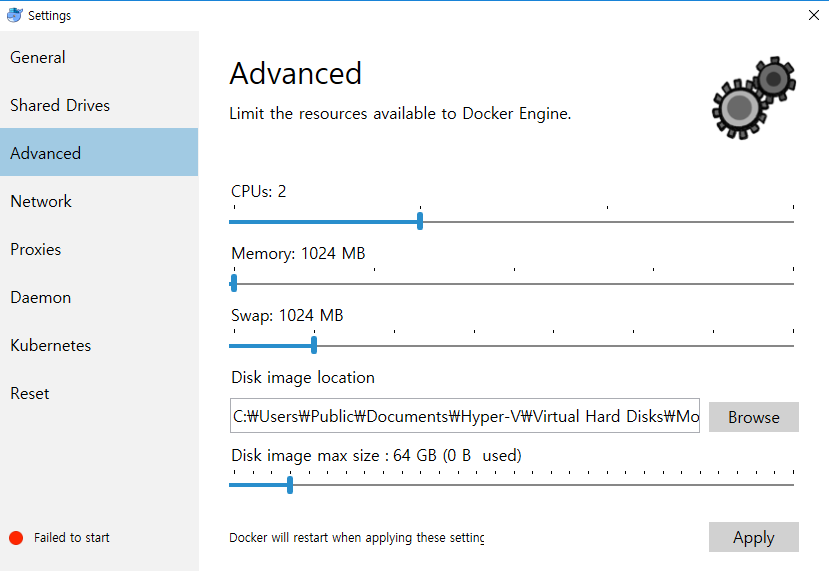 Settings
General
Shared Drives
Advanced
Network
Proxies
Daemon
Kubernetes
Reset
Failed to start
Advanced
Limit the resources available to Docker Engine.
CPUs: 2
Memory: 1024 MB
Swap: 1024 MB
Disk image location
C:₩Users₩Public₩Documents₩Hyper-V₩Virtual Hard Disks₩Mo
Browse
Disk image max size : 64 GB (0 B  used)
Docker will restart when applying these setting
Apply